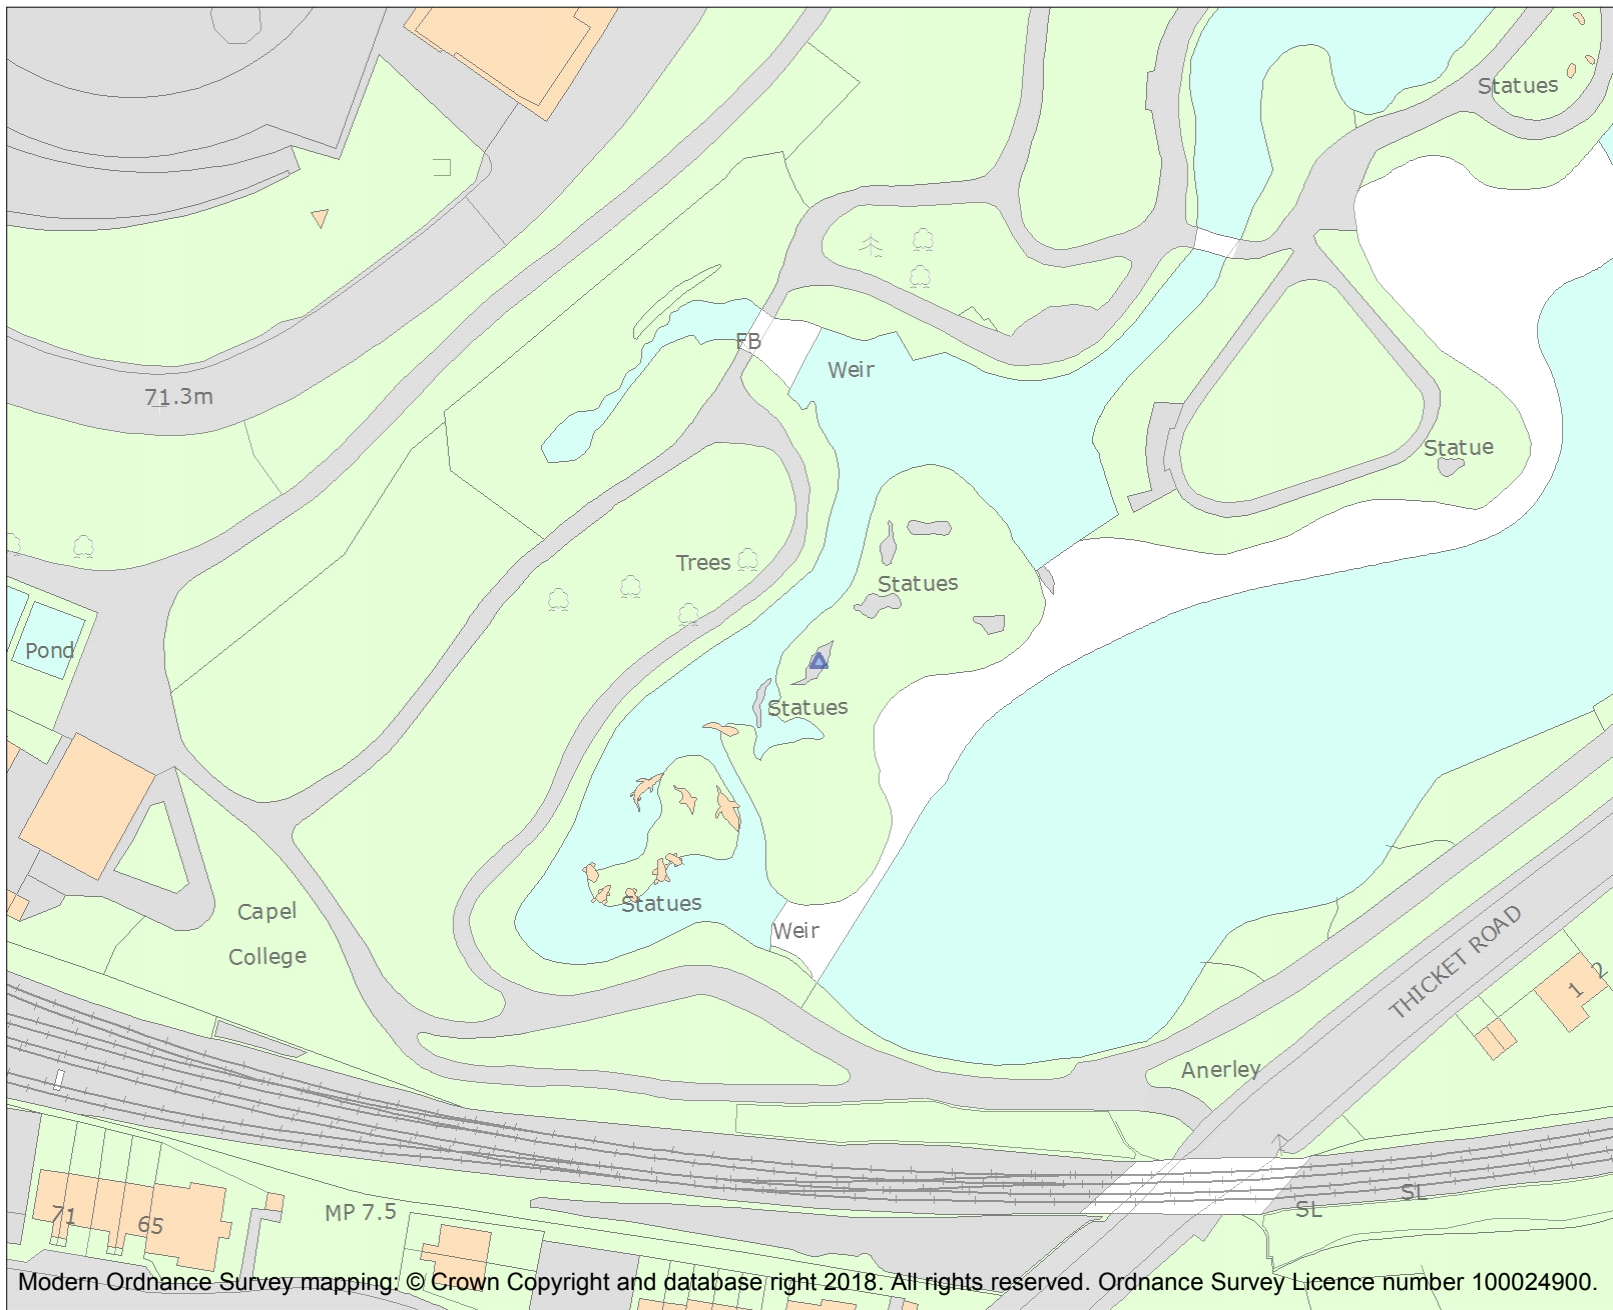 Statues
FB
Weir
71.3m
Statue
Trees
Statues
Pond
Statues
Statues
Capel
College
Weir
THICKET ROAD
1
2
Anerley
SL
SL
71
65
MP 7.5
Modern Ordnance Survey mapping: © Crown Copyright and database right 2018. All rights reserved. Ordnance Survey Licence number 100024900.